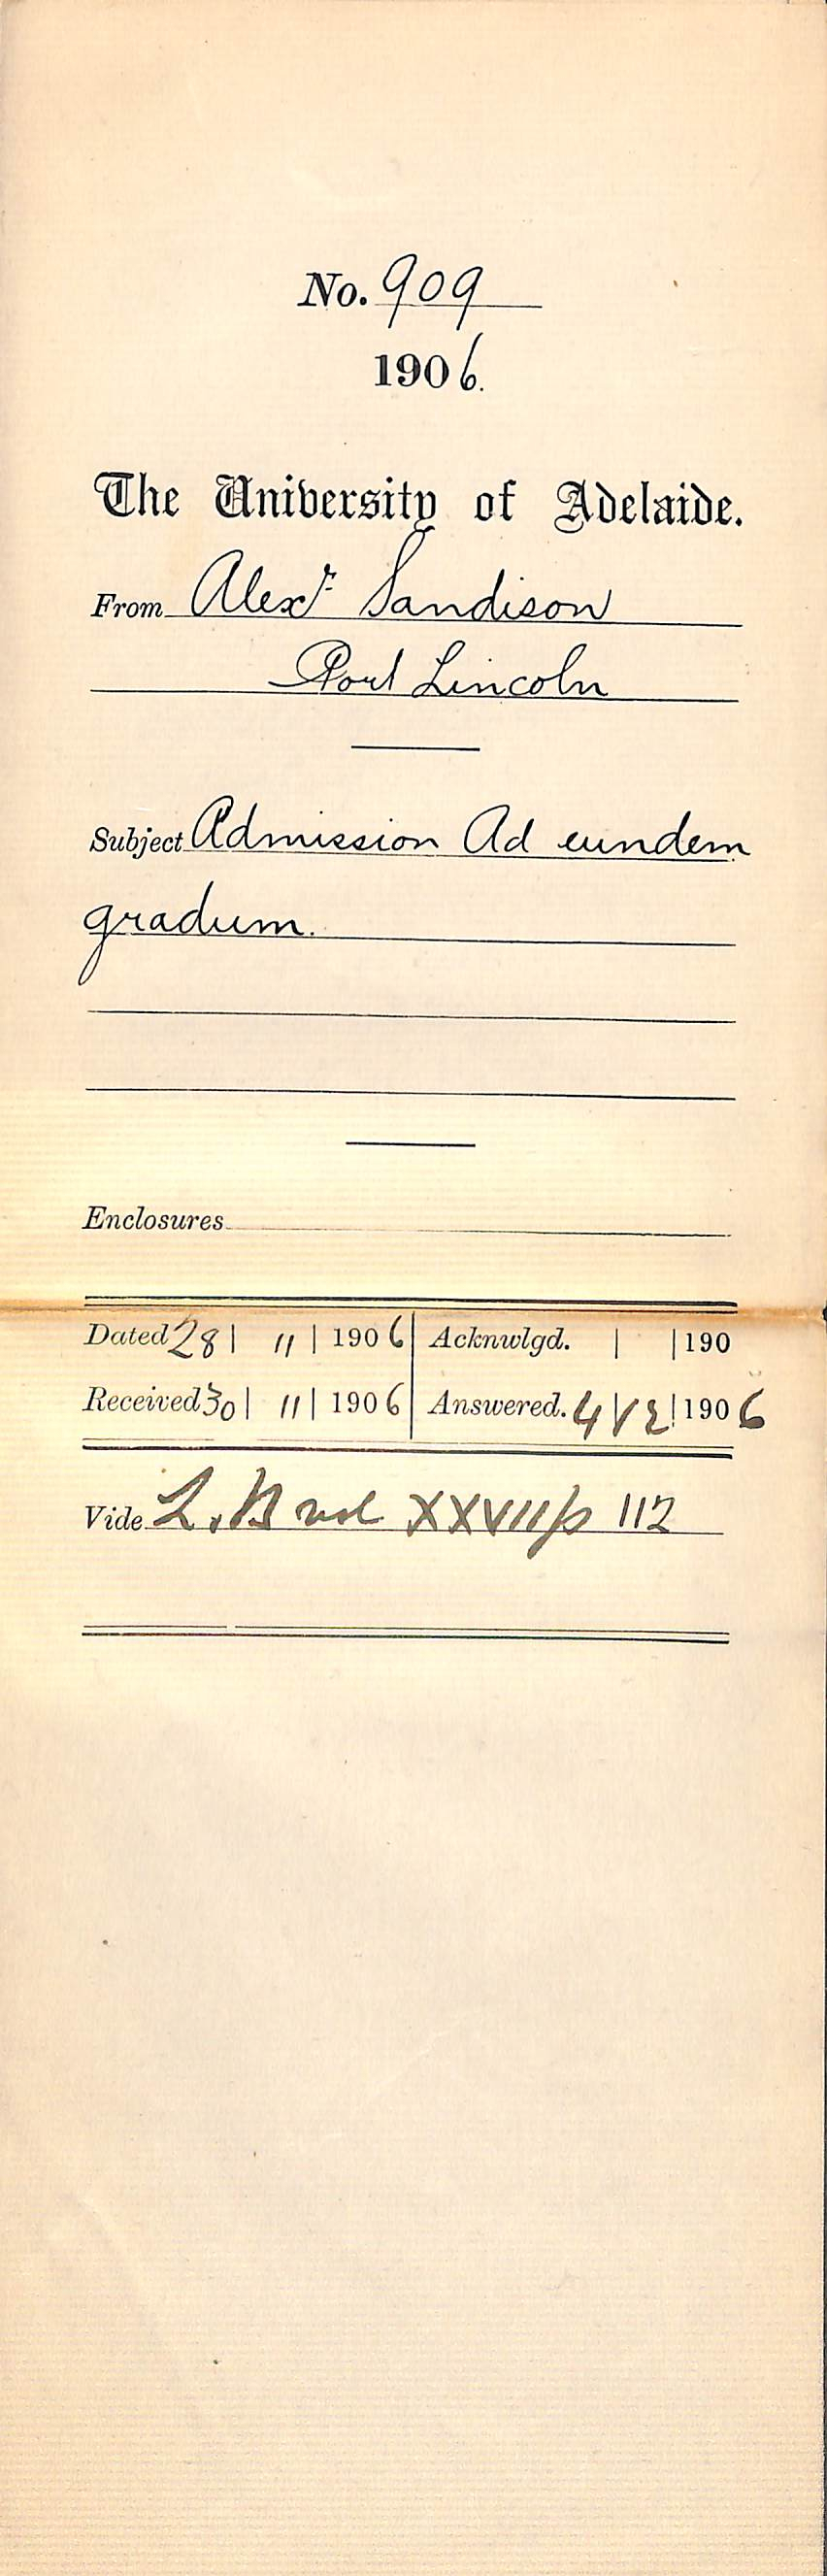 No. 909
1906.
The University of Adelaide.
From Alexr. Sandison
Port Lincoln
Subject Admission Ad eundem
gradum.
Enclosures
Dated 28 | 11 | 1906 Acknwlgd. | | 190
Received 30 | 11 | 1906 Answered. 4 | 12 | 1906
Vide L. B vol XXVII p 112